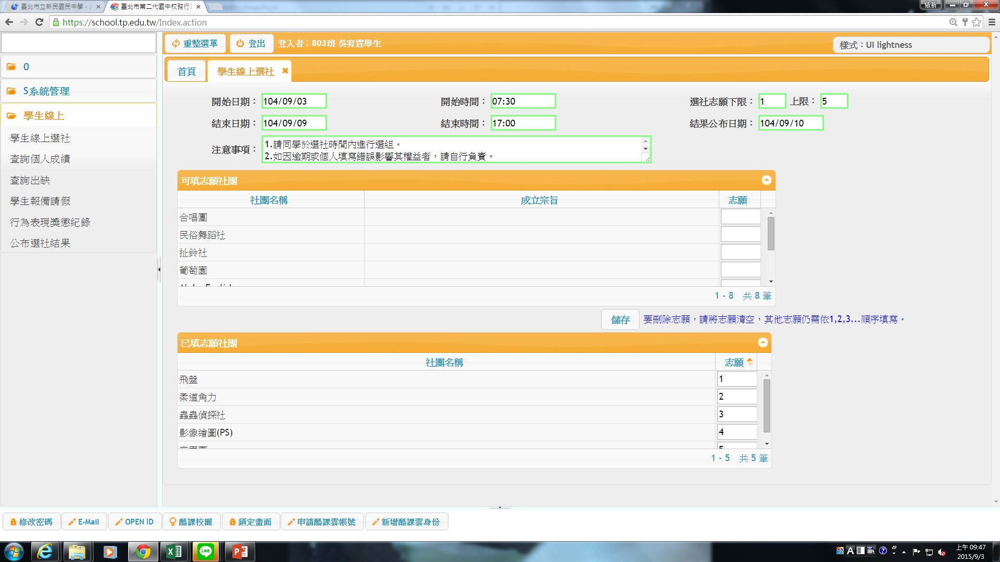 臺北市立新民國民中學 - J
臺北市第二代國中校務行政
依祈
https://school.tp.edu.tw/Index.action
重整選單
登出
登入者：803班 吳宥霆學生
樣式：UI lightness
0
S系統管理
學生線上
學生線上選社
查詢個人成績
查詢出缺
學生報備請假
行為表現獎懲紀錄
公布選社結果
首頁
學生線上選社
開始日期： 104/09/03 開始時間： 07:30 選社志願下限： 1 上限： 5
結束日期： 104/09/09 結束時間： 17:00 結果公布日期： 104/09/10
注意事項：
1.請同學於選社時間內進行選組。
2.如因逾期或個人填寫錯誤影響其權益者，請自行負責。
可填志願社團
社團名稱 成立宗旨 志願
合唱團
民俗舞蹈社
扯鈴社
葡萄園
1 - 8 共 8 筆
儲存 要刪除志願，請將志願清空，其他志願仍需依1,2,3...順序填寫。
已填志願社團
社團名稱 志願
飛盤 1
柔道角力 2
蟲蟲偵探社 3
影像繪圖(PS) 4
1 - 5 共 5 筆
修改密碼 E-Mail OPEN ID 酷課校園 鎖定畫面 申請酷課雲帳號 新增酷課雲身份
LINE
A
上午 09:47
2015/9/3